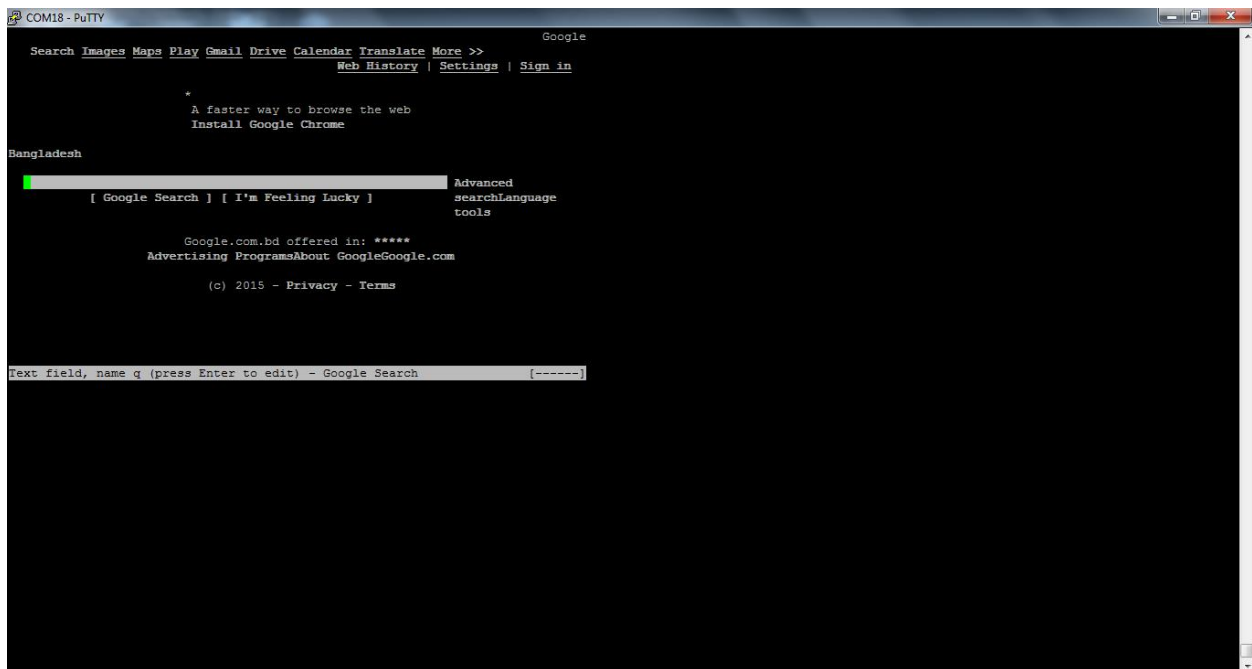 COM18 - PuTTY
Google
Search Images Maps Play Gmail Drive Calendar Translate More >>
Web History | Settings | Sign in
*
A faster way to browse the web
Install Google Chrome
Bangladesh
Advanced
[ Google Search ] [ I'm Feeling Lucky ] searchLanguage
tools
Google.com.bd offered in: *****
Advertising ProgramsAbout GoogleGoogle.com
(c) 2015 - Privacy - Terms
Text field, name q (press Enter to edit) - Google Search [------]